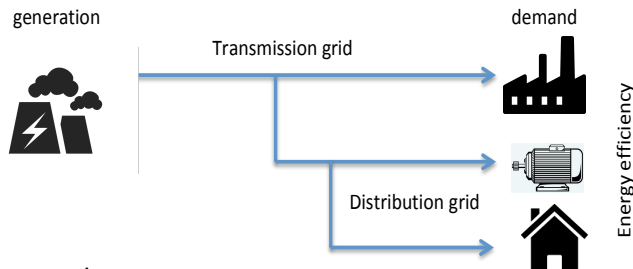 generation
demand
Transmission grid
Distribution grid
Energy efficiency